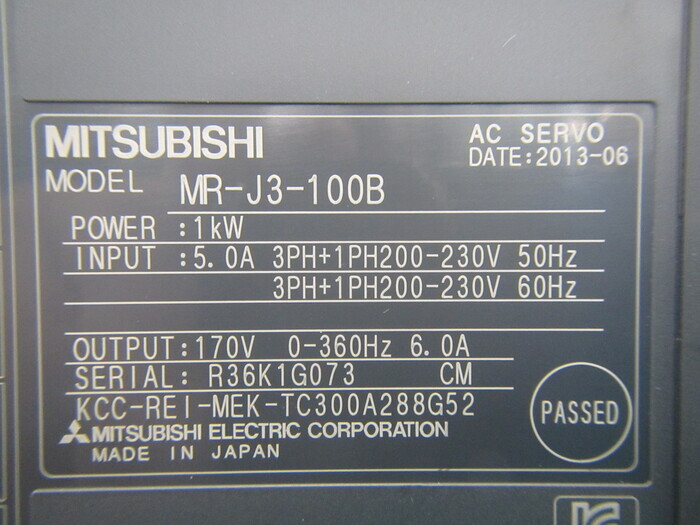 MITSUBISHI
AC SERVO
DATE:2013-06
MODEL MR-J3-100B
POWER :1kW
INPUT :5.0A 3PH+1PH200-230V 50Hz
3PH+1PH200-230V 60Hz
OUTPUT:170V 0-360Hz 6.0A
SERIAL: R36K1G073 CM
KCC-REI-MEK-TC300A288G52
PASSED
MITSUBISHI ELECTRIC CORPORATION
MADE IN JAPAN